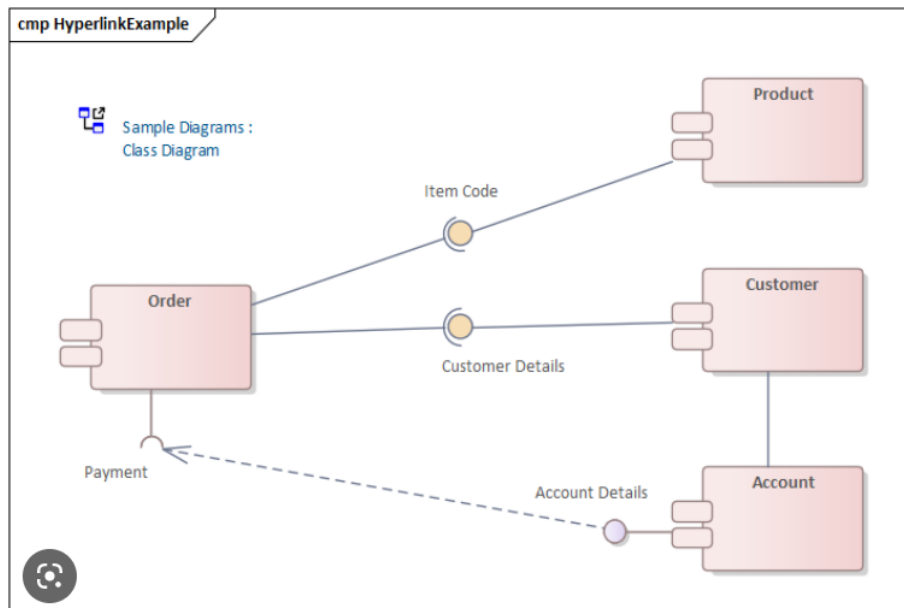 cmp HyperlinkExample
Sample Diagrams :
Class Diagram
Product
Item Code
Order
Customer
Customer Details
Payment
Account Details
Account